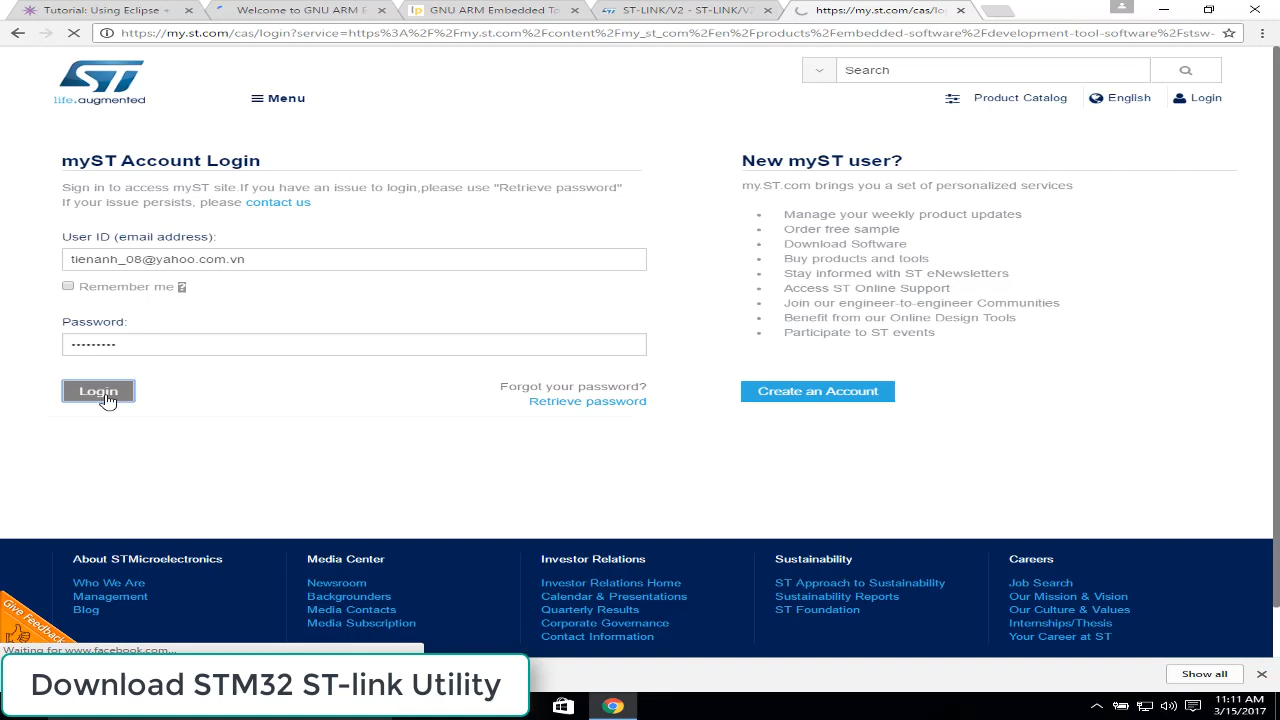 Tutorial: Using Eclipse +
Welcome to GNU ARM E
GNU ARM Embedded To
ST-LINK/V2 - ST-LINK/V2
https://my.st.com/cas/lo
https://my.st.com/cas/login?service=https%3A%2F%2Fmy.st.com%2Fcontent%2Fmy_st_com%2Fen%2Fproducts%2Fembedded-software%2Fdevelopment-tool-software%2Fstsw-
ST
life.augmented
Menu
Search
Product Catalog
English
Login
myST Account Login
Sign in to access myST site.If you have an issue to login,please use "Retrieve password"
If your issue persists, please contact us
User ID (email address):
tienanh_08@yahoo.com.vn
Remember me ?
Password:
•••••••••
Login
Forgot your password?
Retrieve password
New myST user?
my.ST.com brings you a set of personalized services
• Manage your weekly product updates
• Order free sample
• Download Software
• Buy products and tools
• Stay informed with ST eNewsletters
• Access ST Online Support
• Join our engineer-to-engineer Communities
• Benefit from our Online Design Tools
• Participate to ST events
Create an Account
About STMicroelectronics
Who We Are
Management
Blog
Media Center
Newsroom
Backgrounders
Media Contacts
Media Subscription
Investor Relations
Investor Relations Home
Calendar & Presentations
Quarterly Results
Corporate Governance
Contact Information
Sustainability
ST Approach to Sustainability
Sustainability Reports
ST Foundation
Careers
Job Search
Our Mission & Vision
Our Culture & Values
Internships/Thesis
Your Career at ST
Give Feedback
Waiting for www.facebook.com...
Download STM32 ST-link Utility
Show all
11:11 AM
3/15/2017